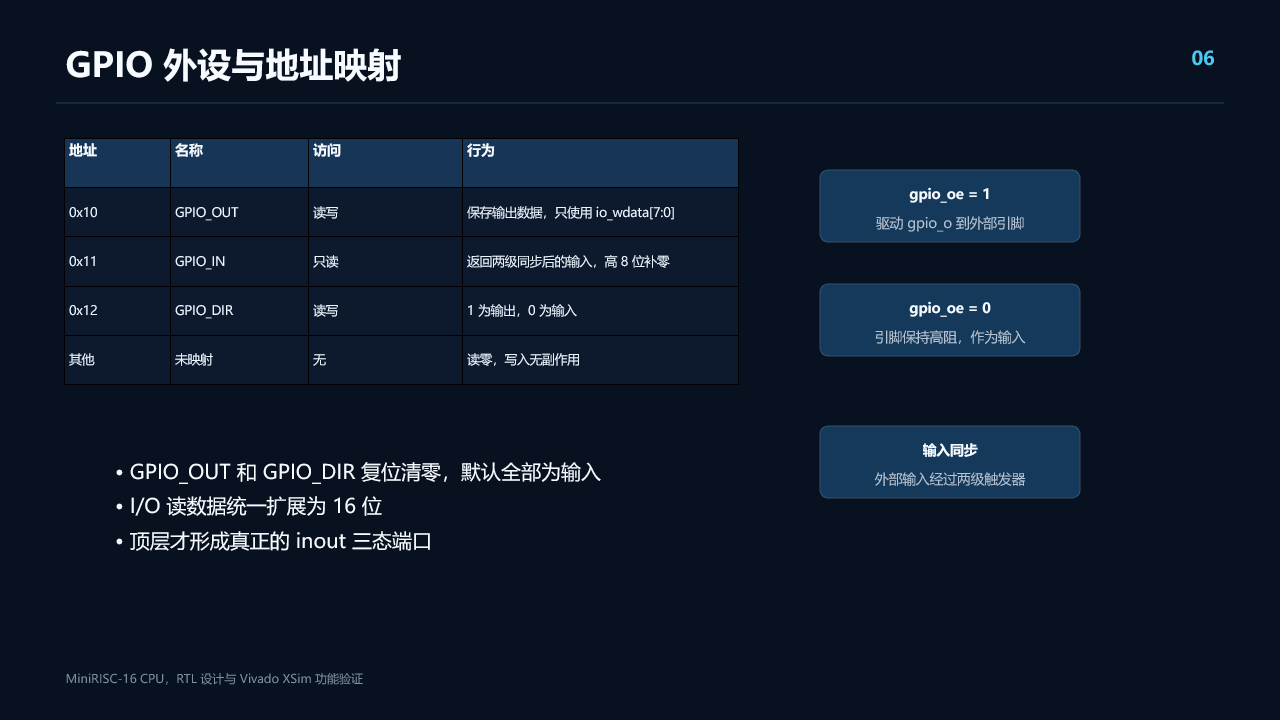 GPIO 外设与地址映射
06
地址 名称 访问 行为
0x10 GPIO_OUT 读写 保存输出数据，只使用 io_wdata[7:0]
0x11 GPIO_IN 只读 返回两级同步后的输入，高 8 位补零
0x12 GPIO_DIR 读写 1 为输出，0 为输入
其他 未映射 无 读零，写入无副作用
gpio_oe = 1
驱动 gpio_o 到外部引脚
gpio_oe = 0
引脚保持高阻，作为输入
输入同步
外部输入经过两级触发器
• GPIO_OUT 和 GPIO_DIR 复位清零，默认全部为输入
• I/O 读数据统一扩展为 16 位
• 顶层才形成真正的 inout 三态端口
MiniRISC-16 CPU，RTL 设计与 Vivado XSim 功能验证